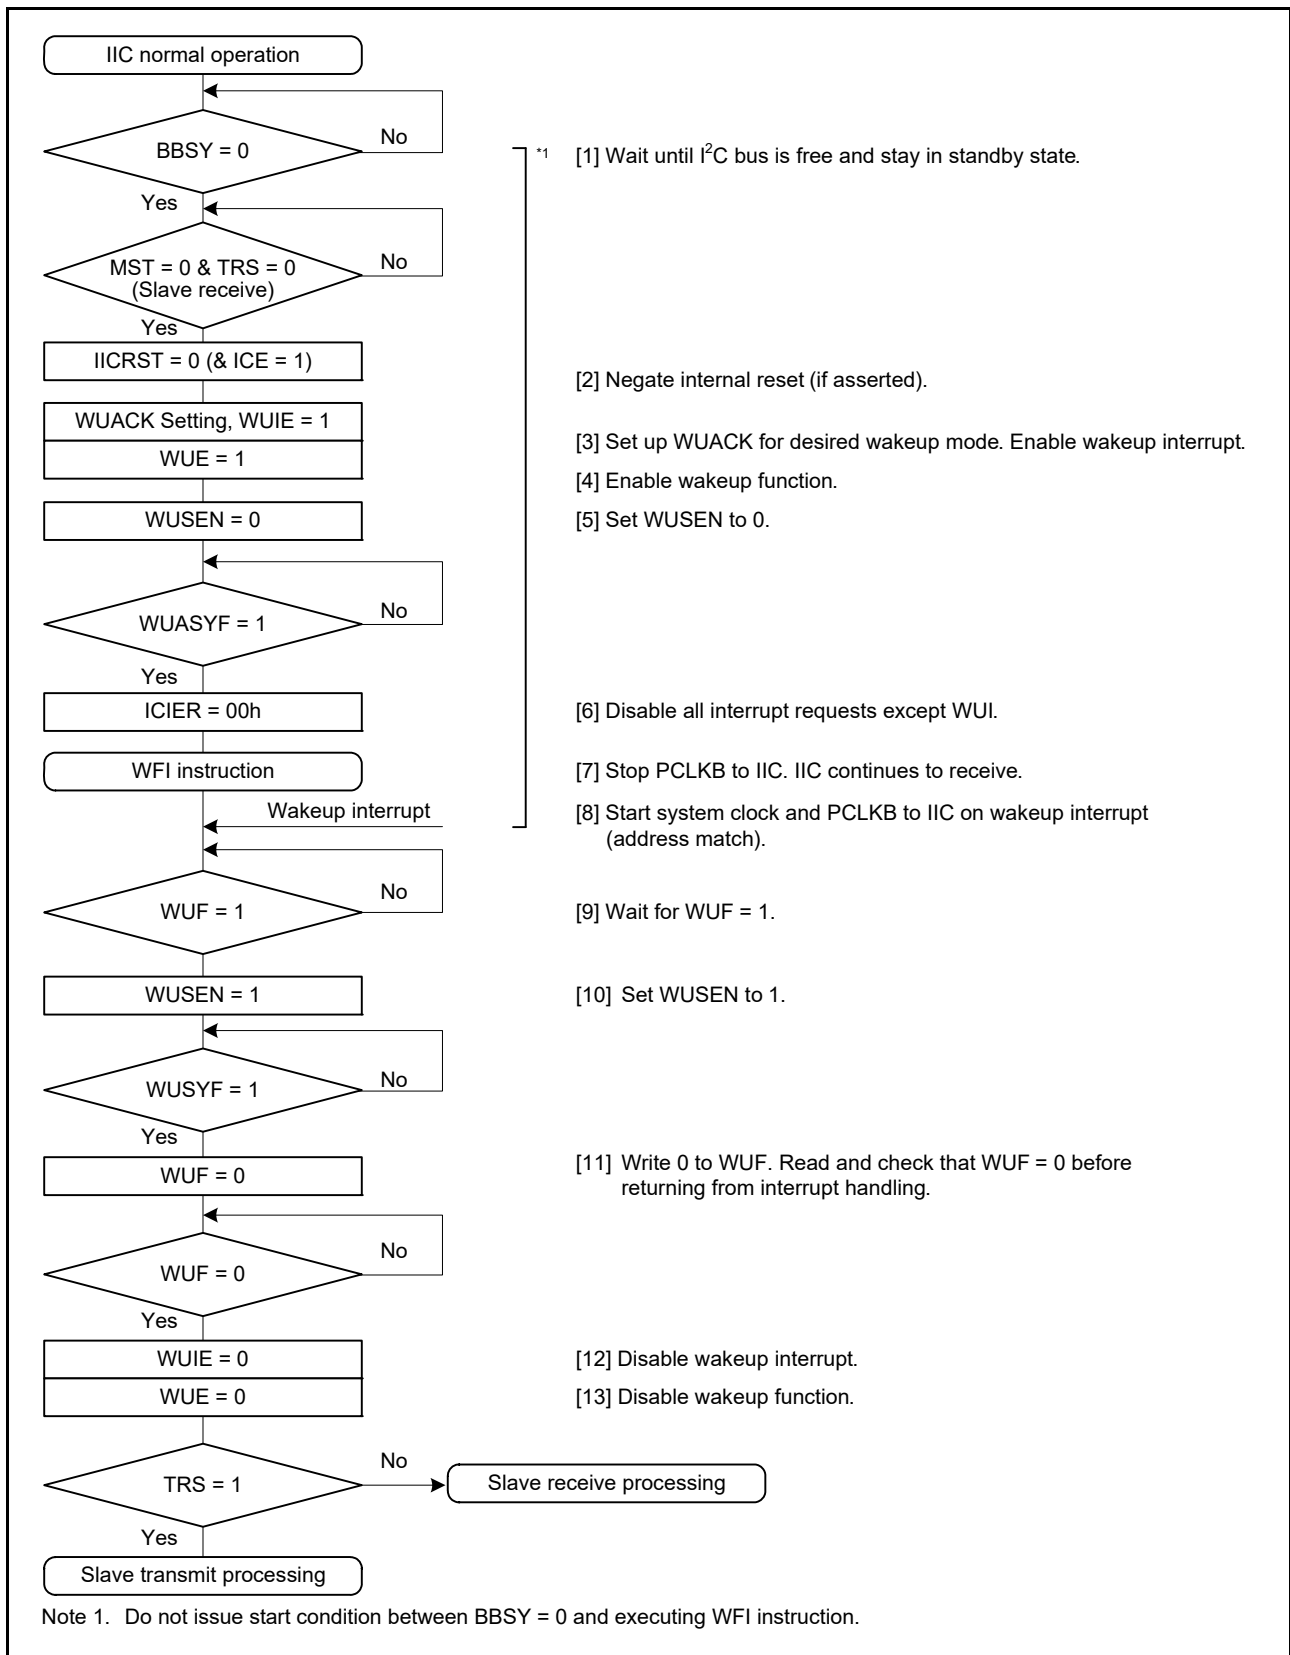 IIC normal operation
BBSY = 0
No
*1
[1] Wait until I²C bus is free and stay in standby state.
Yes
MST = 0 & TRS = 0
(Slave receive)
No
Yes
IICRST = 0 (& ICE = 1)
[2] Negate internal reset (if asserted).
WUACK Setting, WUIE = 1
[3] Set up WUACK for desired wakeup mode. Enable wakeup interrupt.
WUE = 1
[4] Enable wakeup function.
WUSEN = 0
[5] Set WUSEN to 0.
WUASYF = 1
No
Yes
ICIER = 00h
[6] Disable all interrupt requests except WUI.
WFI instruction
[7] Stop PCLKB to IIC. IIC continues to receive.
Wakeup interrupt
[8] Start system clock and PCLKB to IIC on wakeup interrupt
(address match).
WUF = 1
No
[9] Wait for WUF = 1.
WUSEN = 1
[10] Set WUSEN to 1.
WUSYF = 1
No
Yes
WUF = 0
[11] Write 0 to WUF. Read and check that WUF = 0 before
returning from interrupt handling.
WUF = 0
No
Yes
WUIE = 0
[12] Disable wakeup interrupt.
WUE = 0
[13] Disable wakeup function.
TRS = 1
No
Slave receive processing
Yes
Slave transmit processing
Note 1. Do not issue start condition between BBSY = 0 and executing WFI instruction.